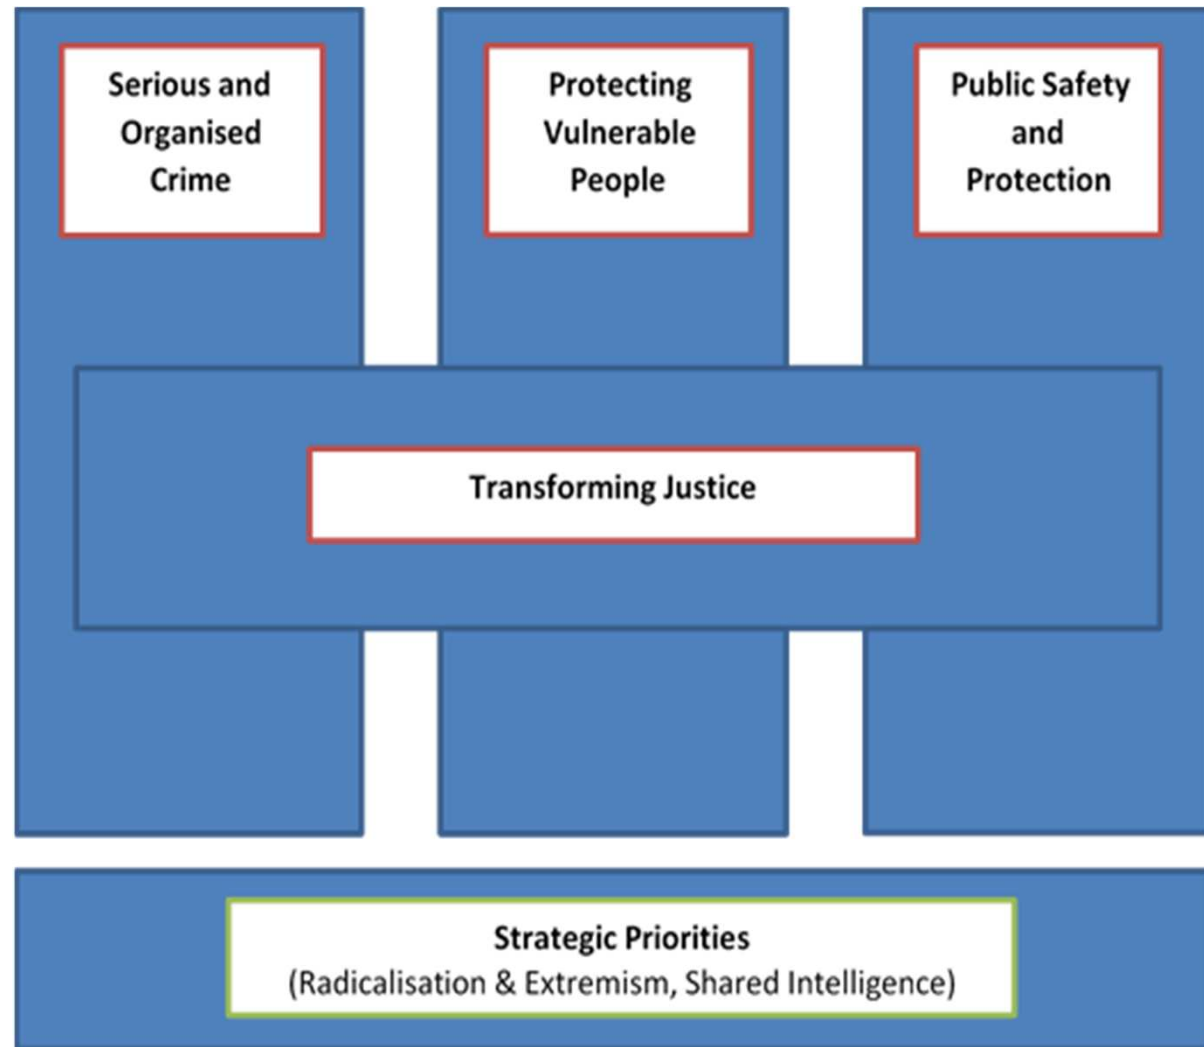 Serious and
Organised
Crime
Protecting
Vulnerable
People
Public Safety
and
Protection
Transforming Justice
Strategic Priorities
(Radicalisation & Extremism, Shared Intelligence)